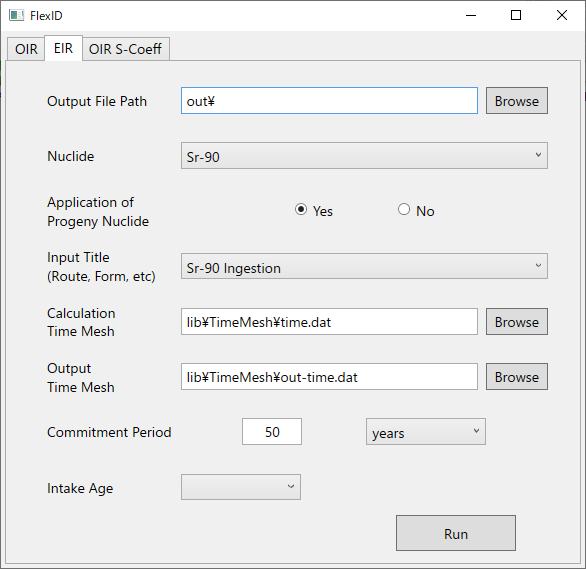 FlexID
OIR EIR OIR S-Coeff
Output File Path out¥ Browse
Nuclide Sr-90
Application of
Progeny Nuclide Yes No
Input Title
(Route, Form, etc) Sr-90 Ingestion
Calculation
Time Mesh lib¥TimeMesh¥time.dat Browse
Output
Time Mesh lib¥TimeMesh¥out-time.dat Browse
Commitment Period 50 years
Intake Age
Run